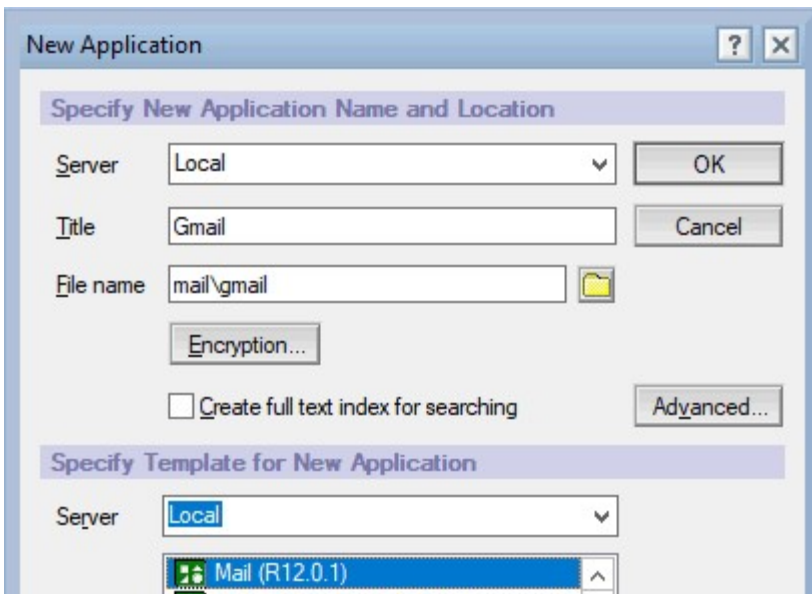 New Application
Specify New Application Name and Location
Server Local OK
Title Gmail Cancel
File name mail\gmail
Encryption...
Create full text index for searching Advanced...
Specify Template for New Application
Server Local
Mail (R12.0.1)